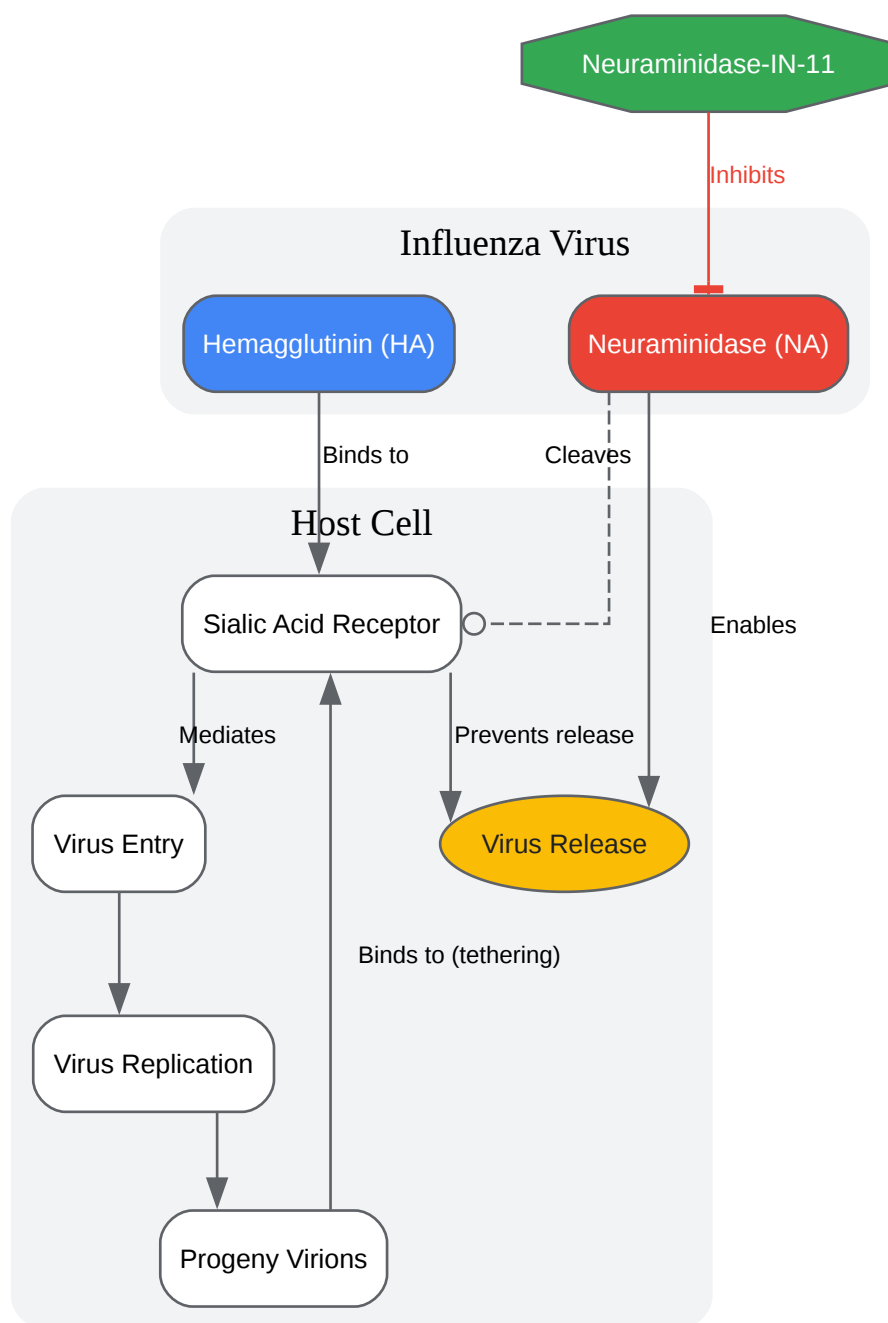 Neuraminidase-IN-11
Inhibits
Influenza Virus
Hemagglutinin (HA)
Neuraminidase (NA)
Binds to
Cleaves
Host Cell
Sialic Acid Receptor
Enables
Mediates
Prevents release
Virus Entry
Virus Release
Binds to (tethering)
Virus Replication
Progeny Virions